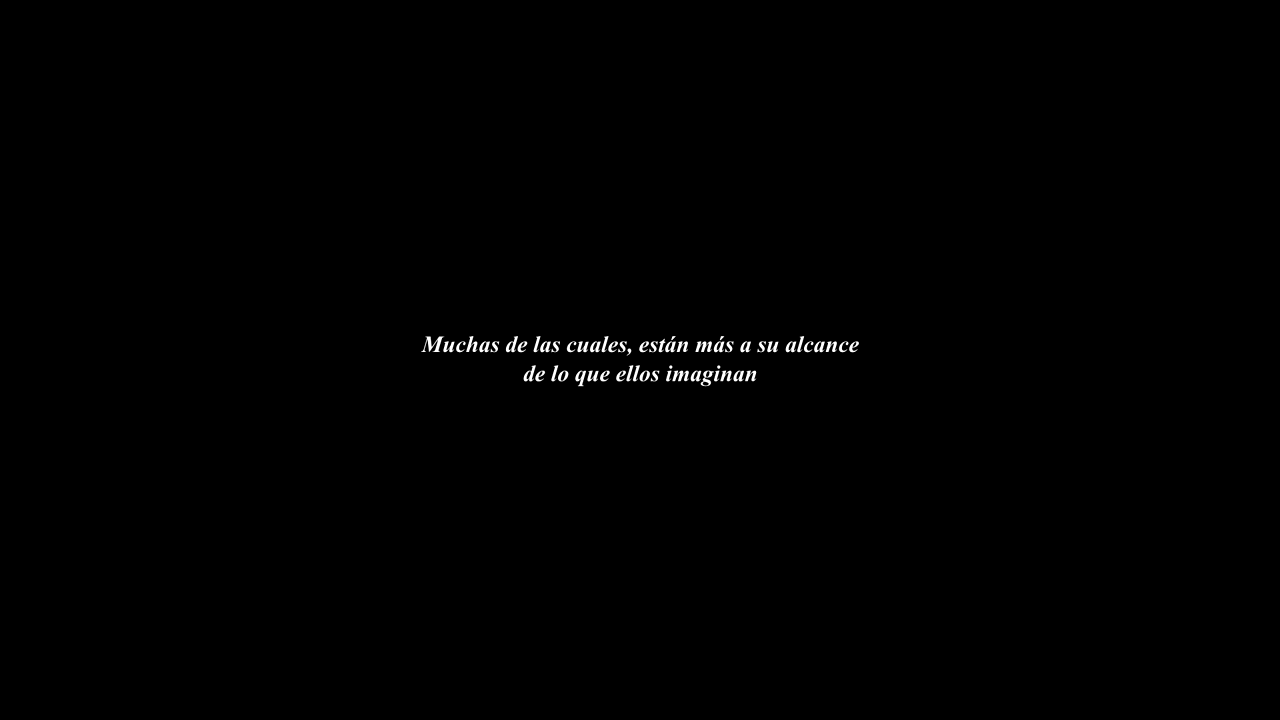 Muchas de las cuales, están más a su alcance
de lo que ellos imaginan